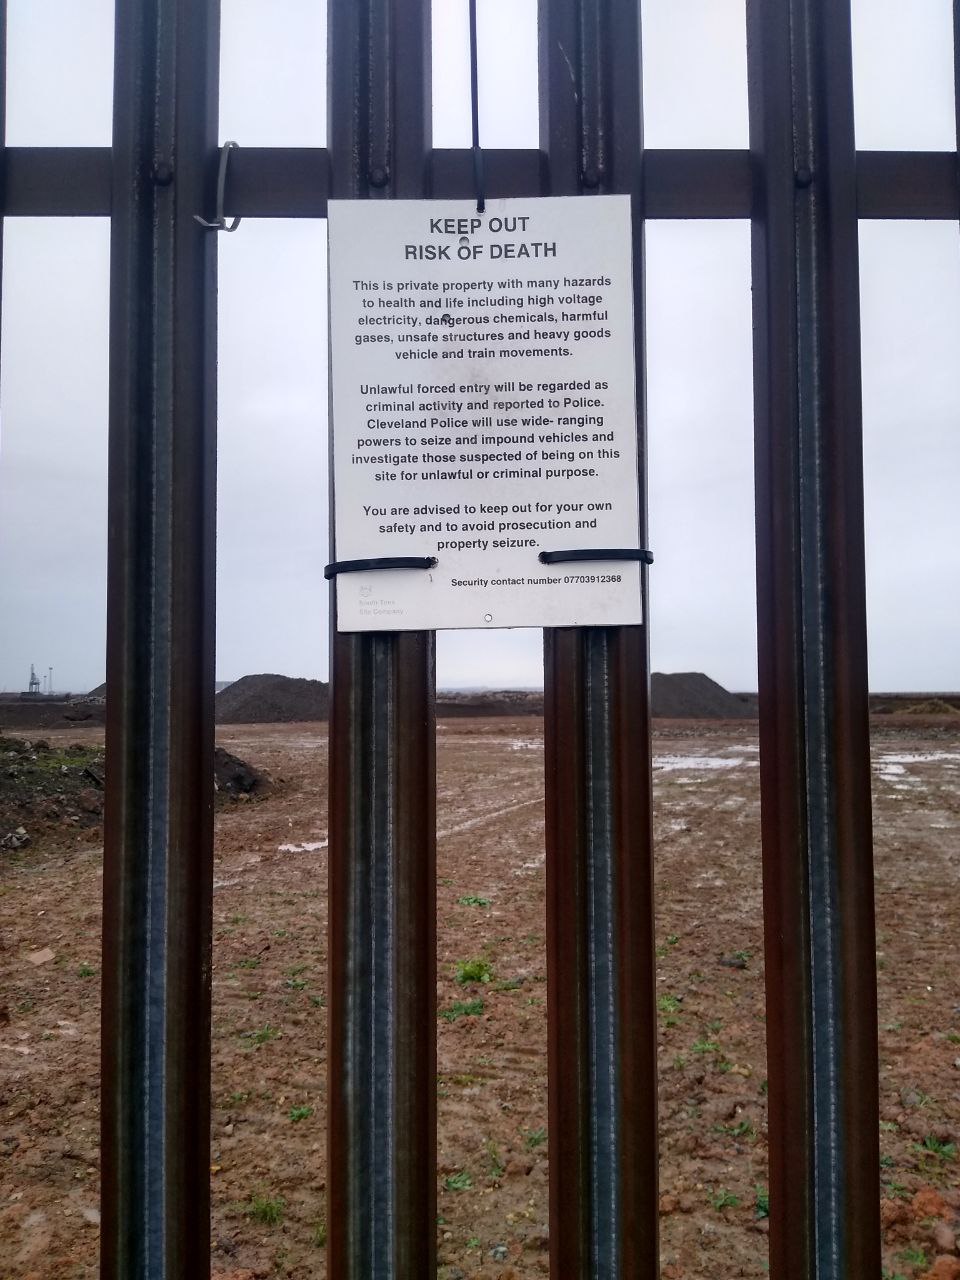 KEEP OUT
RISK OF DEATH
This is private property with many hazards
to health and life including high voltage
electricity, dangerous chemicals, harmful
gases, unsafe structures and heavy goods
vehicle and train movements.
Unlawful forced entry will be regarded as
criminal activity and reported to Police.
Cleveland Police will use wide- ranging
powers to seize and impound vehicles and
investigate those suspected of being on this
site for unlawful or criminal purpose.
You are advised to keep out for your own
safety and to avoid prosecution and
property seizure.
Security contact number 07703912368
South Tees
Site Company